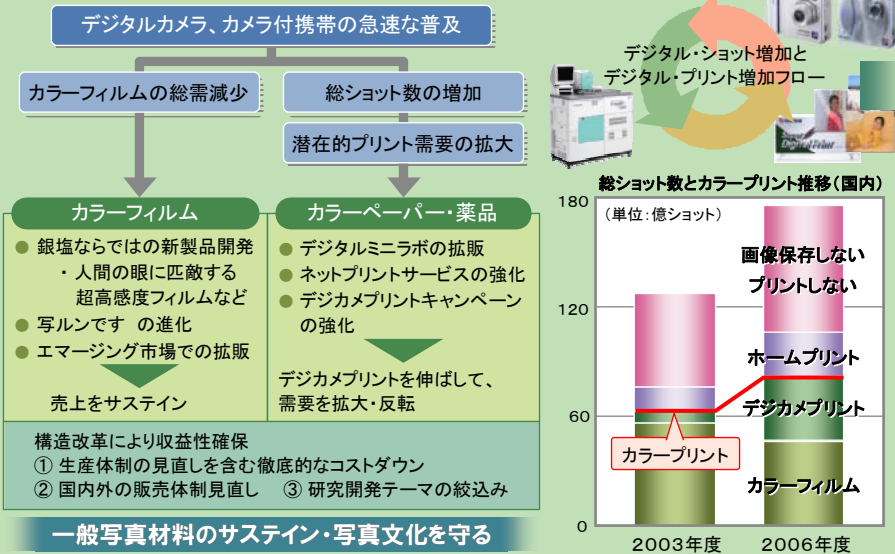 デジタルカメラ、カメラ付携帯の急速な普及
カラーフィルムの総需減少
総ショット数の増加
潜在的プリント需要の拡大
カラーフィルム
● 銀塩ならではの新製品開発
・ 人間の眼に匹敵する
超高感度フィルムなど
● 写ルンです の進化
● エマージング市場での拡販
売上をサステイン
カラーペーパー・薬品
● デジタルミニラボの拡販
● ネットプリントサービスの強化
● デジカメプリントキャンペーン
の強化
デジカメプリントを伸ばして、
需要を拡大・反転
構造改革により収益性確保
① 生産体制の見直しを含む徹底的なコストダウン
② 国内外の販売体制見直し ③ 研究開発テーマの絞込み
一般写真材料のサステイン・写真文化を守る
デジタル・ショット増加と
デジタル・プリント増加フロー
Super
Digital Print
総ショット数とカラープリント推移(国内)
(単位:億ショット)
180
120
60
0
画像保存しない
プリントしない
ホームプリント
デジカメプリント
カラーフィルム
カラープリント
2003年度
2006年度